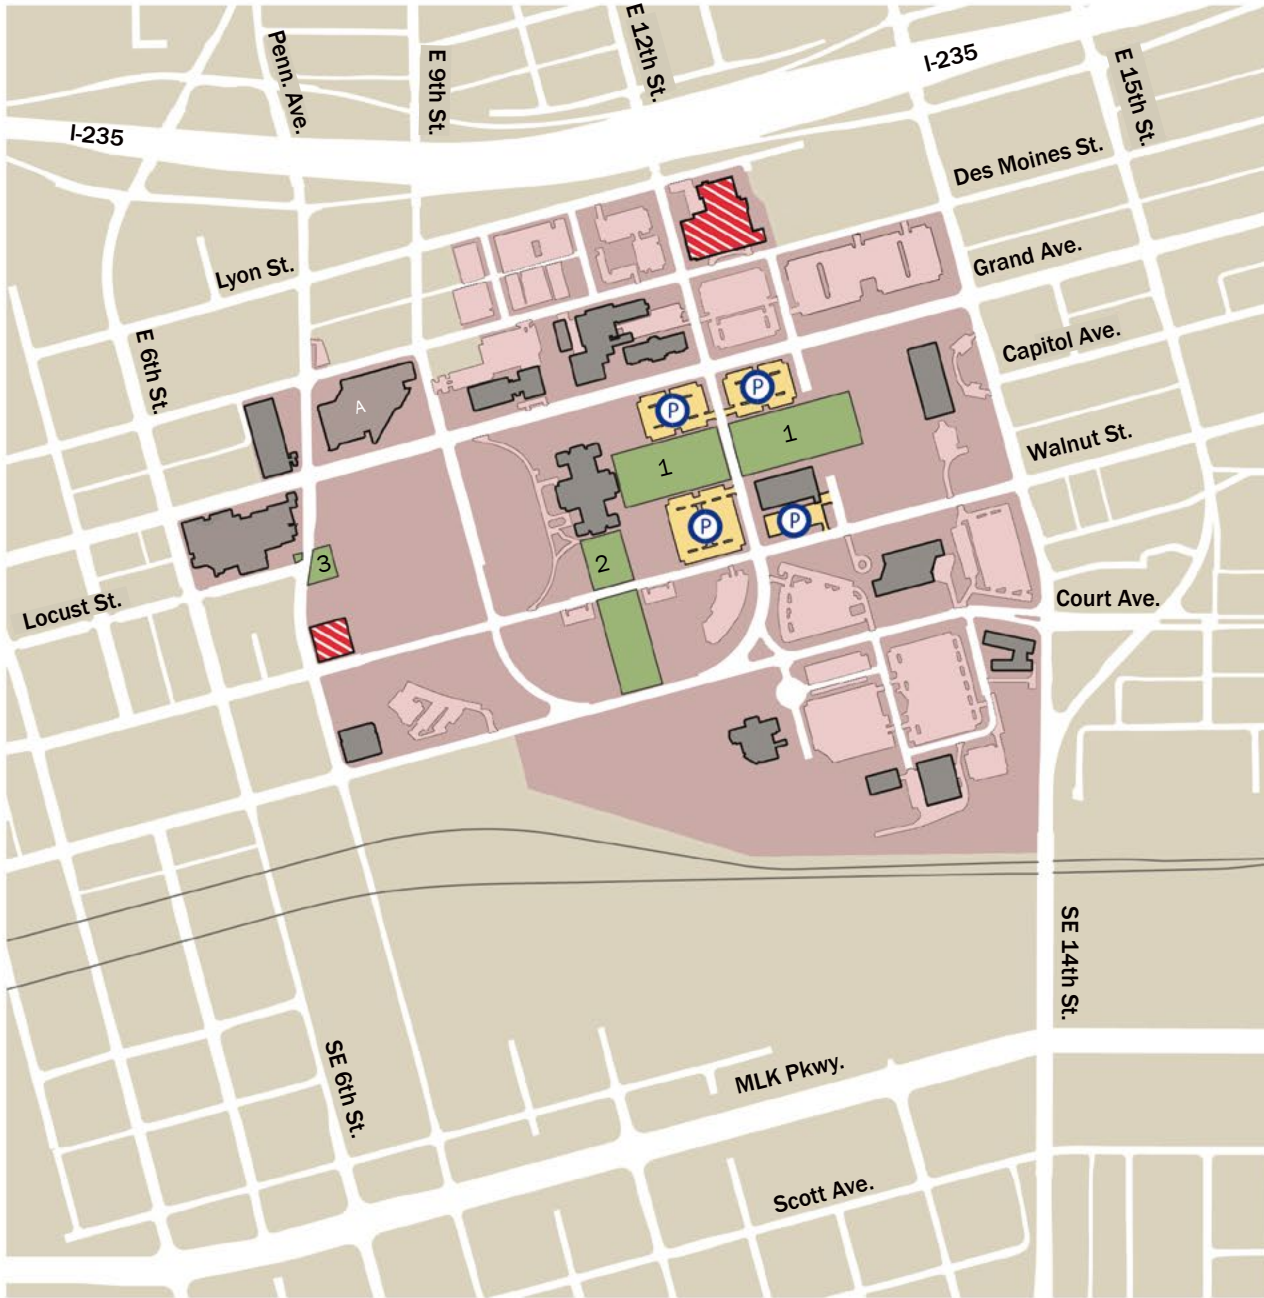 E 12th St.
Penn. Ave.
E 9th St.
I-235
E 15th St.
I-235
Des Moines St.
Grand Ave.
Lyon St.
Capitol Ave.
E 6th St.
P
P
A
1
1
Walnut St.
P
P
2
3
Court Ave.
Locust St.
SE 14th St.
SE 6th St.
MLK Pkwy.
Scott Ave.